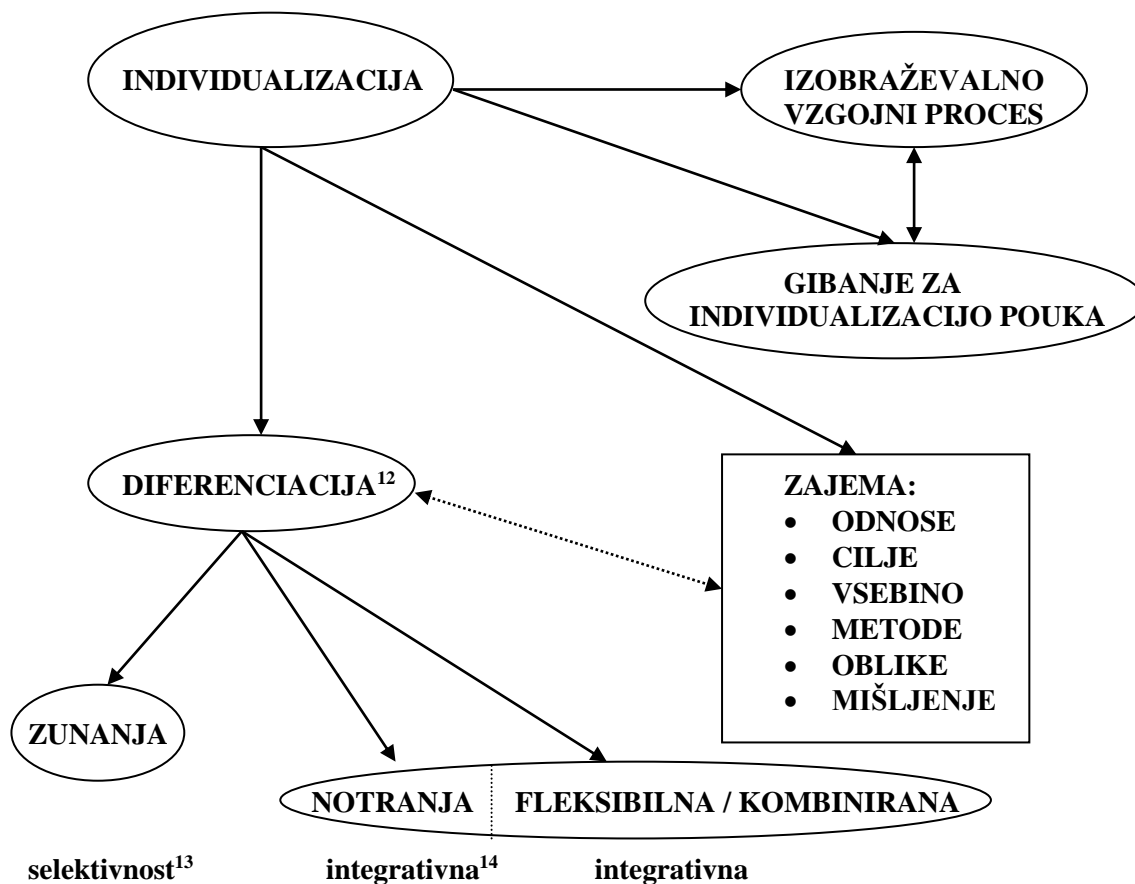 INDIVIDUALIZACIJA
IZOBRAŽEVALNO
VZGOJNI PROCES
GIBANJE ZA
INDIVIDUALIZACIJO POUKA
DIFERENCIACIJA¹²
ZAJEMA:
• ODNOSE
• CILJE
• VSEBINO
• METODE
• OBLIKE
• MIŠLJENJE
ZUNANJA
NOTRANJA
FLEKSIBILNA / KOMBINIRANA
selektivnost¹³
integrativna¹⁴
integrativna